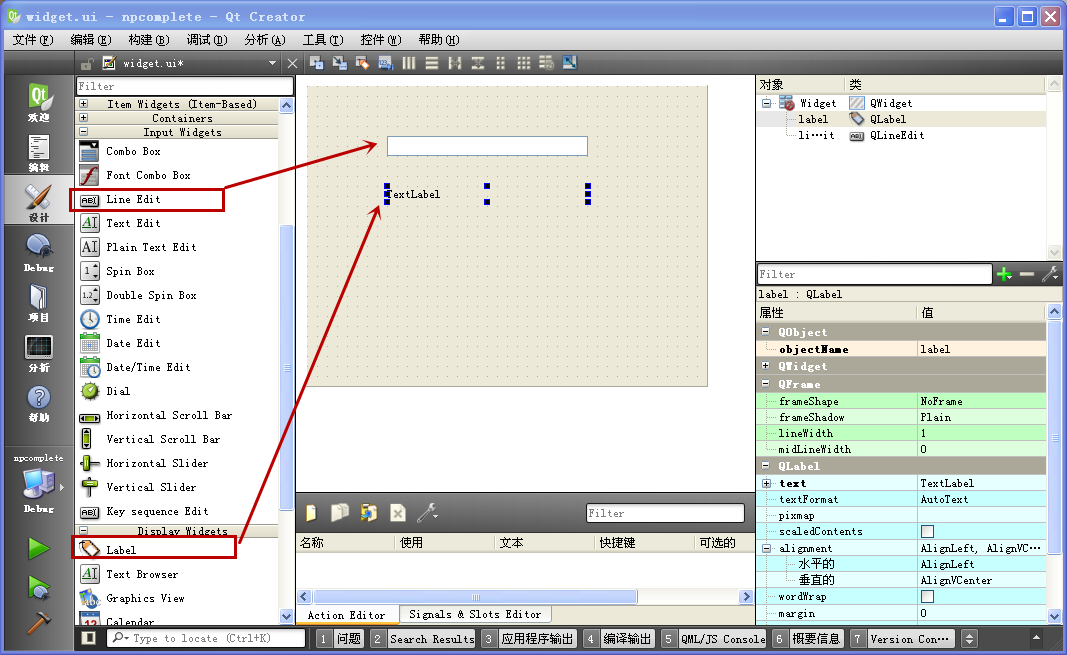 widget.ui - npcomplete - Qt Creator
文件(F) 编辑(E) 构建(B) 调试(D) 分析(A) 工具(T) 控件(W) 帮助(H)
widget.ui*
Qt
欢迎
编辑
设计
Debug
项目
分析
帮助
npcomplete
Debug
Filter
Item Widgets (Item-Based)
Containers
Input Widgets
Combo Box
Font Combo Box
Line Edit
Text Edit
Plain Text Edit
Spin Box
Double Spin Box
Time Edit
Date Edit
Date/Time Edit
Dial
Horizontal Scroll Bar
Vertical Scroll Bar
Horizontal Slider
Vertical Slider
Key sequence Edit
Display Widgets
Label
Text Browser
Graphics View
Calendar
TextLabel
Filter
名称 使用 文本 快捷键 可选的
Action Editor Signals & Slots Editor
对象 类
Widget QWidget
label QLabel
li…it QLineEdit
Filter
label : QLabel
属性 值
QObject
objectName label
QWidget
QFrame
frameShape NoFrame
frameShadow Plain
lineWidth 1
midLineWidth 0
QLabel
text TextLabel
textFormat AutoText
pixmap
scaledContents
alignment AlignLeft, AlignVC…
水平的 AlignLeft
垂直的 AlignVCenter
wordWrap
margin 0
Type to locate (Ctrl+K) 1 问题 2 Search Results 3 应用程序输出 4 编译输出 5 QML/JS Console 6 概要信息 7 Version Con…